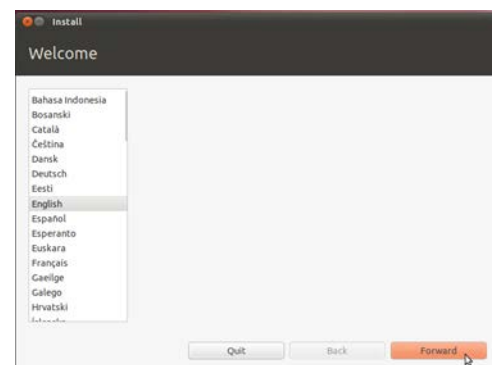 Install
Welcome
Bahasa Indonesia
Bosanski
Català
Čeština
Dansk
Deutsch
Eesti
English
Español
Esperanto
Euskara
Français
Gaeilge
Galego
Hrvatski
Quit Back Forward